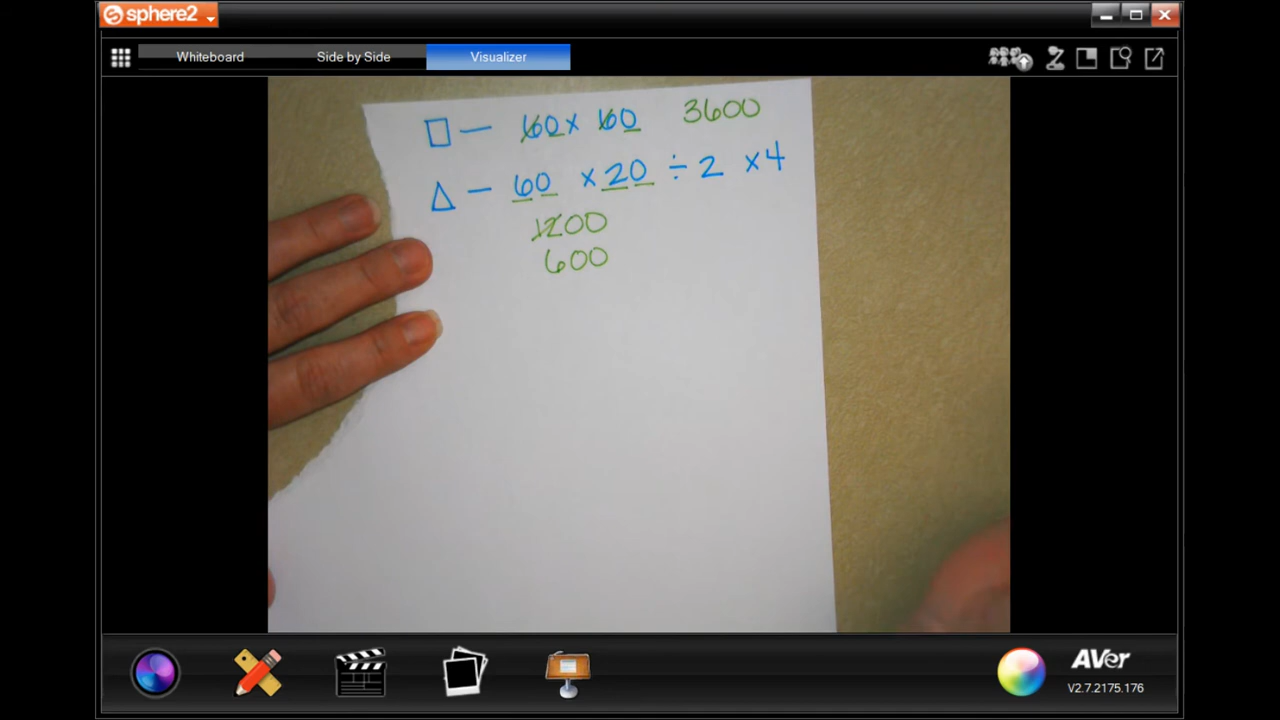 sphere2
Whiteboard Side by Side Visualizer
□ — 60 x 60 3600
△ — 60 x 20 ÷ 2 x 4
1200
600
AVer
V2.7.2175.176